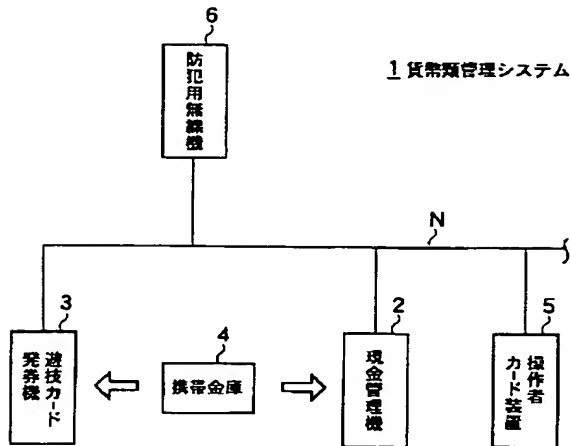 6
防犯用無線機
1 貨幣類管理システム
N
3
遊技カード
発券機
4
携帯金庫
2
現金管理機
5
操作者
カード装置